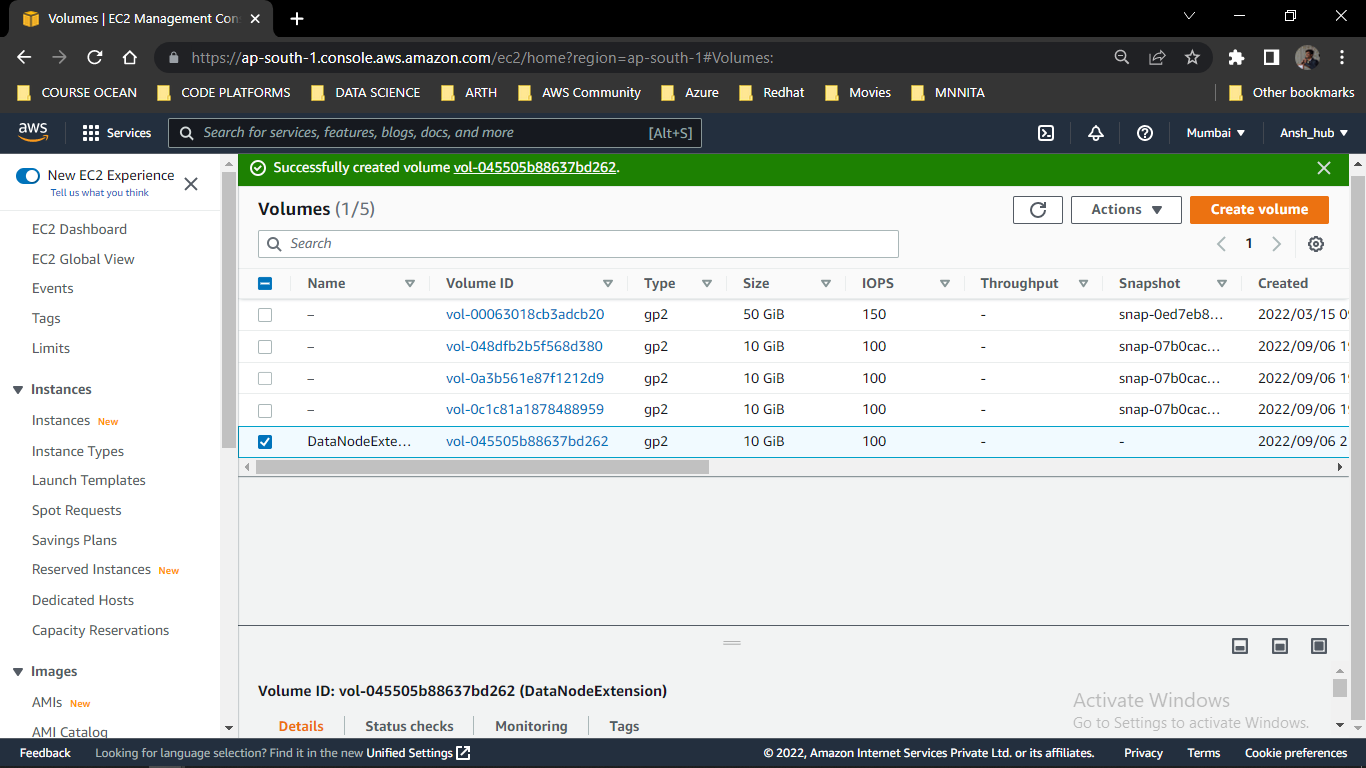 Volumes | EC2 Management Con
https://ap-south-1.console.aws.amazon.com/ec2/home?region=ap-south-1#Volumes:
COURSE OCEAN CODE PLATFORMS DATA SCIENCE ARTH AWS Community Azure Redhat Movies MNNITA Other bookmarks
aws Services Search for services, features, blogs, docs, and more [Alt+S] Mumbai Ansh_hub
New EC2 Experience
Tell us what you think
EC2 Dashboard
EC2 Global View
Events
Tags
Limits
Instances
Instances New
Instance Types
Launch Templates
Spot Requests
Savings Plans
Reserved Instances New
Dedicated Hosts
Capacity Reservations
Images
AMIs New
AMI Catalog
Successfully created volume vol-045505b88637bd262.
Volumes (1/5) Actions Create volume
Search 1
Name Volume ID Type Size IOPS Throughput Snapshot Created
– vol-00063018cb3adcb20 gp2 50 GiB 150 - snap-0ed7eb8... 2022/03/15 0
– vol-048dfb2b5f568d380 gp2 10 GiB 100 - snap-07b0cac... 2022/09/06 1
– vol-0a3b561e87f1212d9 gp2 10 GiB 100 - snap-07b0cac... 2022/09/06 1
– vol-0c1c81a1878488959 gp2 10 GiB 100 - snap-07b0cac... 2022/09/06 1
DataNodeExte... vol-045505b88637bd262 gp2 10 GiB 100 - - 2022/09/06 2
Volume ID: vol-045505b88637bd262 (DataNodeExtension)
Details Status checks Monitoring Tags
Activate Windows
Go to Settings to activate Windows.
Feedback Looking for language selection? Find it in the new Unified Settings © 2022, Amazon Internet Services Private Ltd. or its affiliates. Privacy Terms Cookie preferences